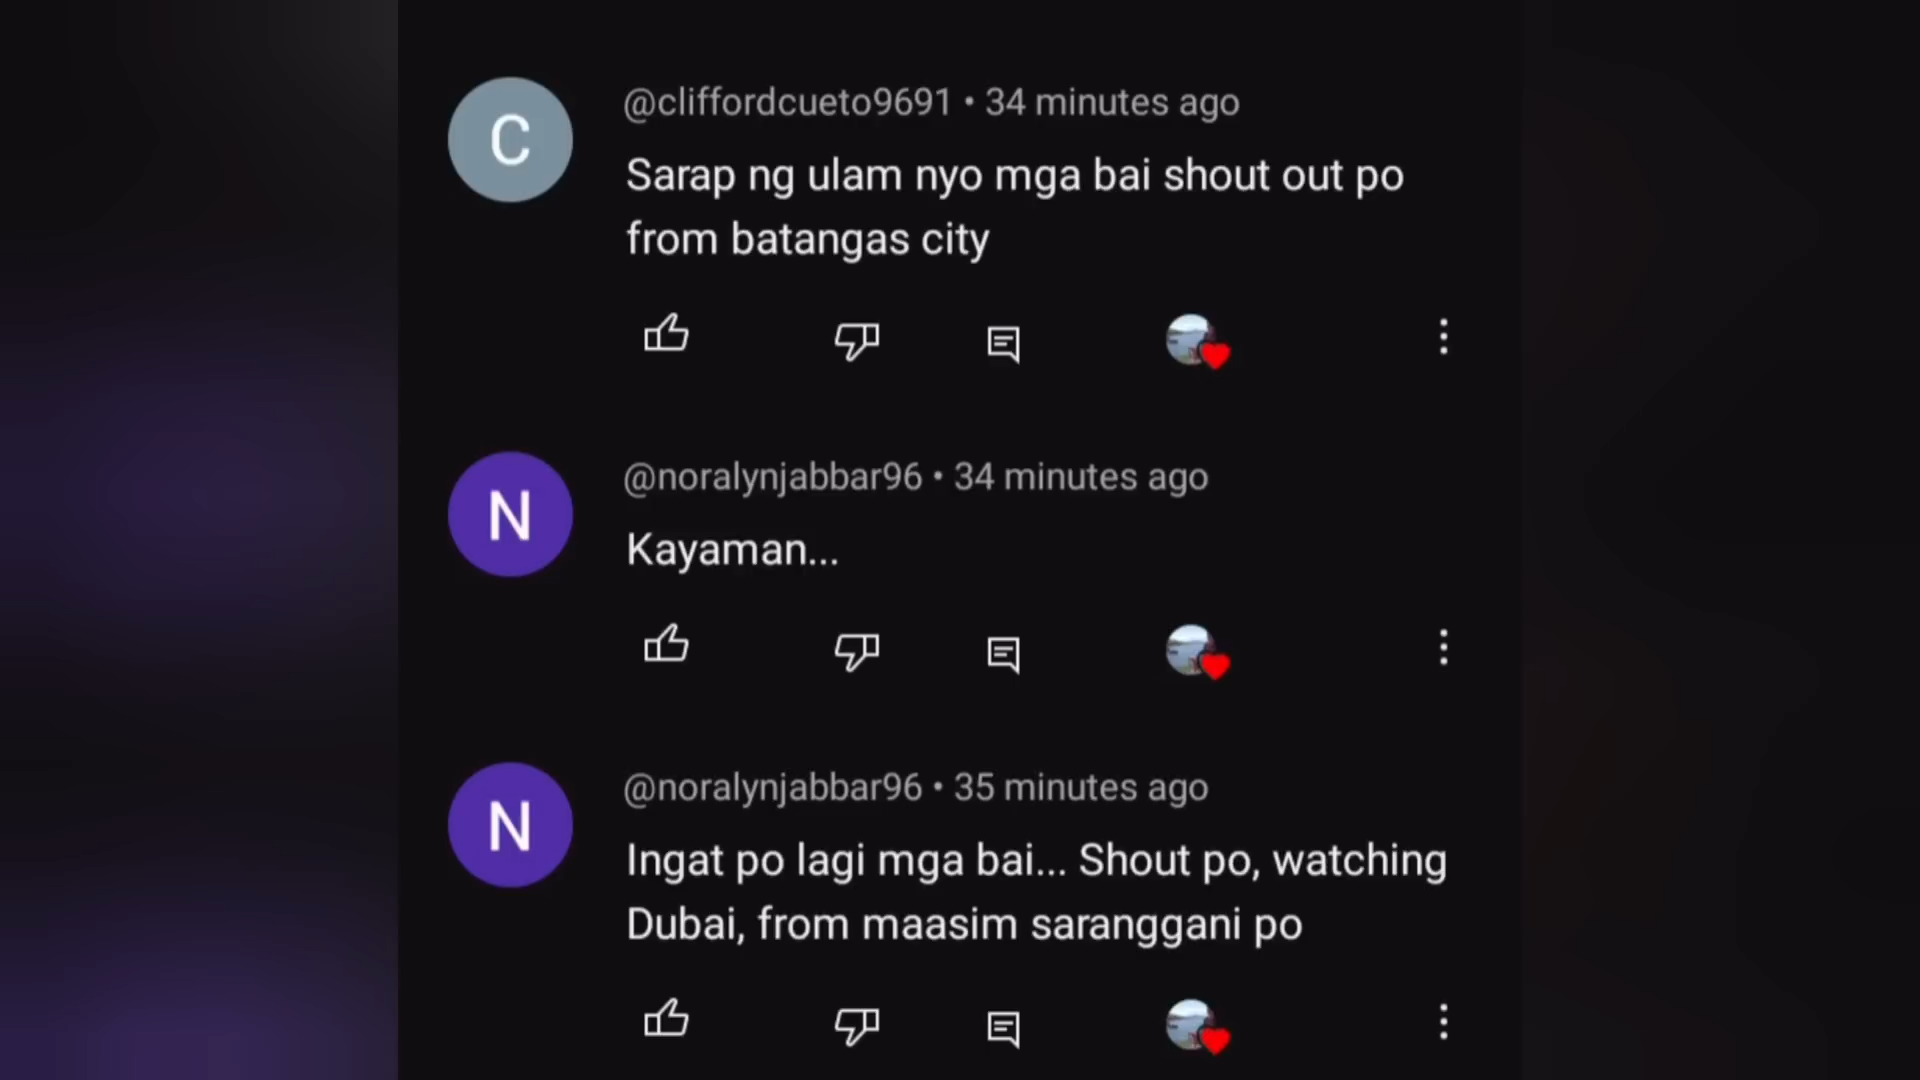 C
@cliffordcueto9691 • 34 minutes ago
Sarap ng ulam nyo mga bai shout out po
from batangas city
N
@noralynjabbar96 • 34 minutes ago
Kayaman...
N
@noralynjabbar96 • 35 minutes ago
Ingat po lagi mga bai... Shout po, watching
Dubai, from maasim saranggani po